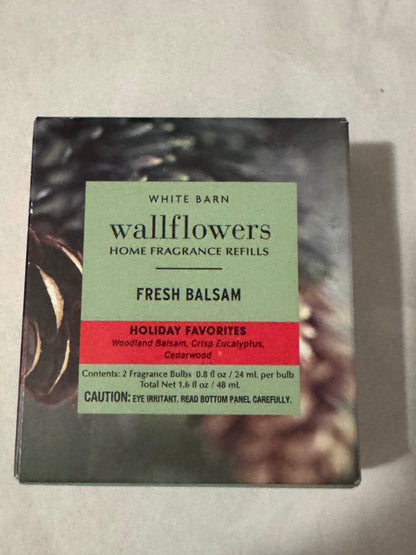 WHITE BARN
wallflowers
HOME FRAGRANCE REFILLS
FRESH BALSAM
HOLIDAY FAVORITES
Woodland Balsam, Crisp Eucalyptus,
Cedarwood
Contents: 2 Fragrance Bulbs 0.8 fl oz / 24 mL per bulb
Total Net 1.6 fl oz / 48 mL
CAUTION: EYE IRRITANT. READ BOTTOM PANEL CAREFULLY.